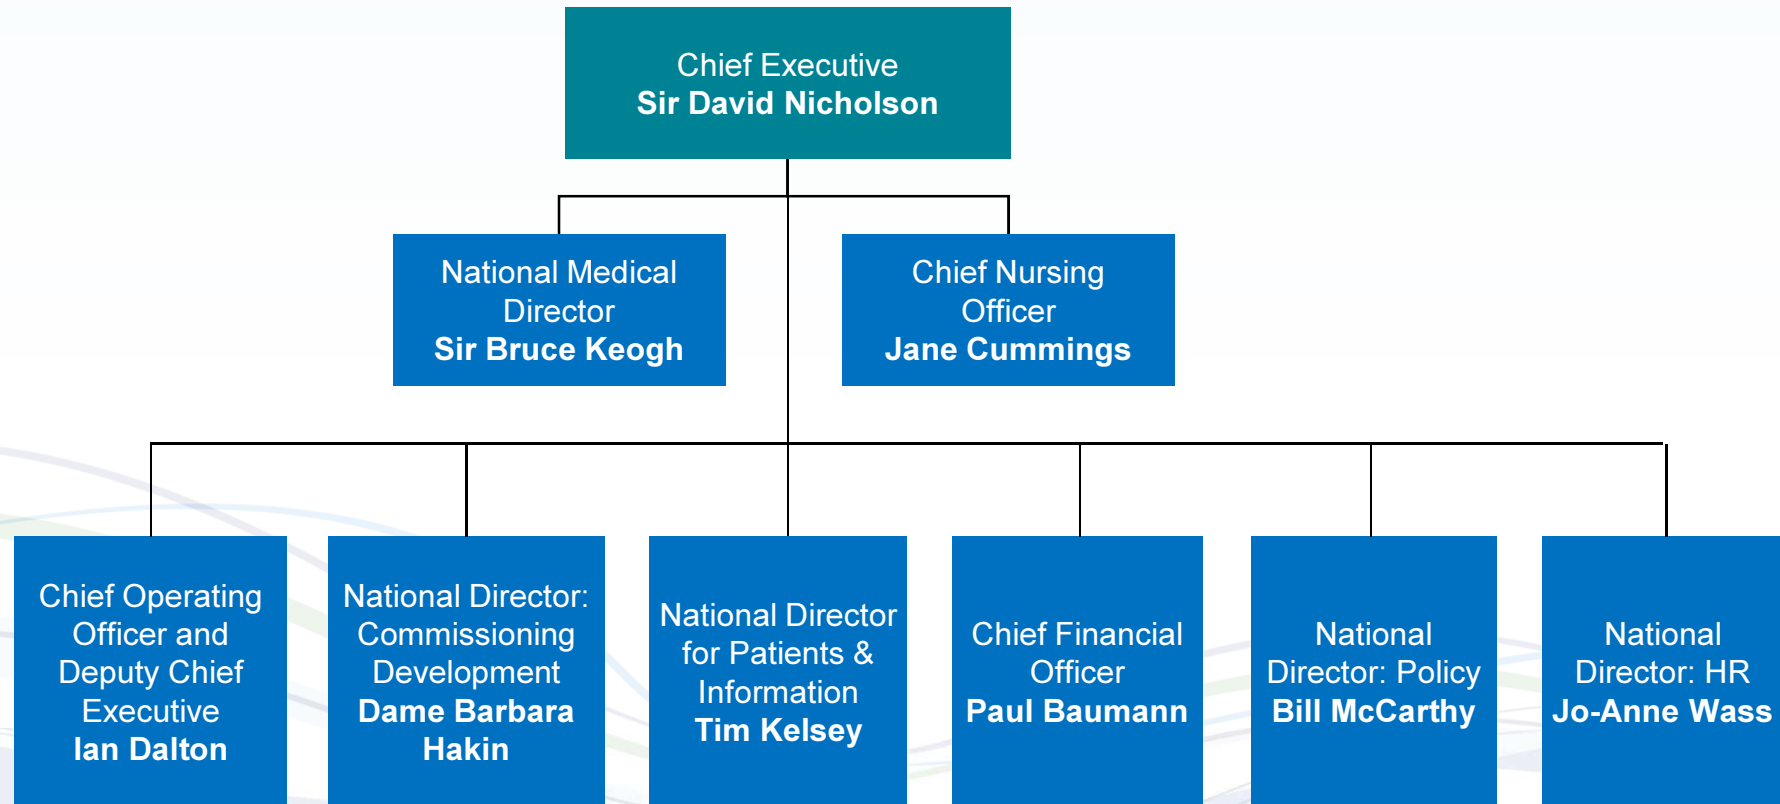 Chief Executive
Sir David Nicholson
National Medical
Director
Sir Bruce Keogh
Chief Nursing
Officer
Jane Cummings
Chief Operating
Officer and
Deputy Chief
Executive
Ian Dalton
National Director:
Commissioning
Development
Dame Barbara
Hakin
National Director
for Patients &
Information
Tim Kelsey
Chief Financial
Officer
Paul Baumann
National
Director: Policy
Bill McCarthy
National
Director: HR
Jo-Anne Wass